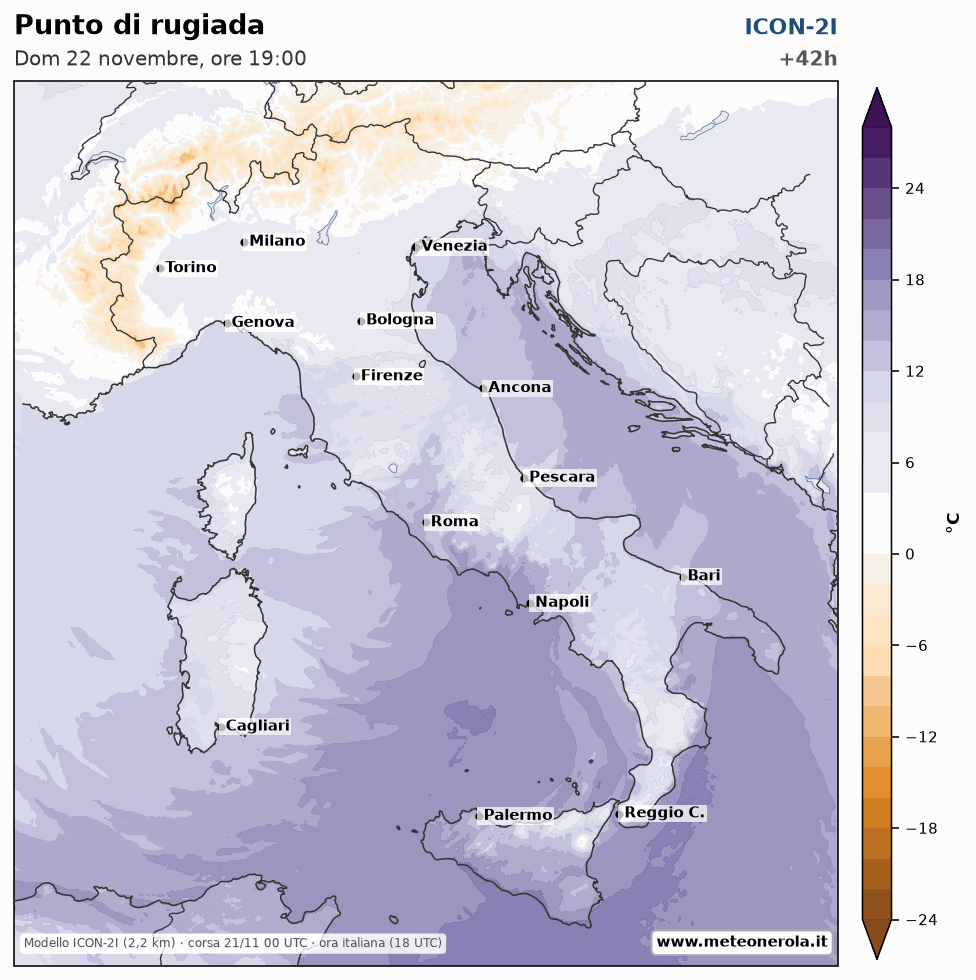 Punto di rugiada
ICON-2I
Dom 22 novembre, ore 19:00
+42h
Milano
Venezia
Torino
Genova
Bologna
Firenze
Ancona
Pescara
Roma
Bari
Napoli
Cagliari
Palermo
Reggio C.
24
18
12
6
0
−6
−12
−18
−24
°C
Modello ICON-2I (2,2 km) · corsa 21/11 00 UTC · ora italiana (18 UTC)
www.meteonerola.it